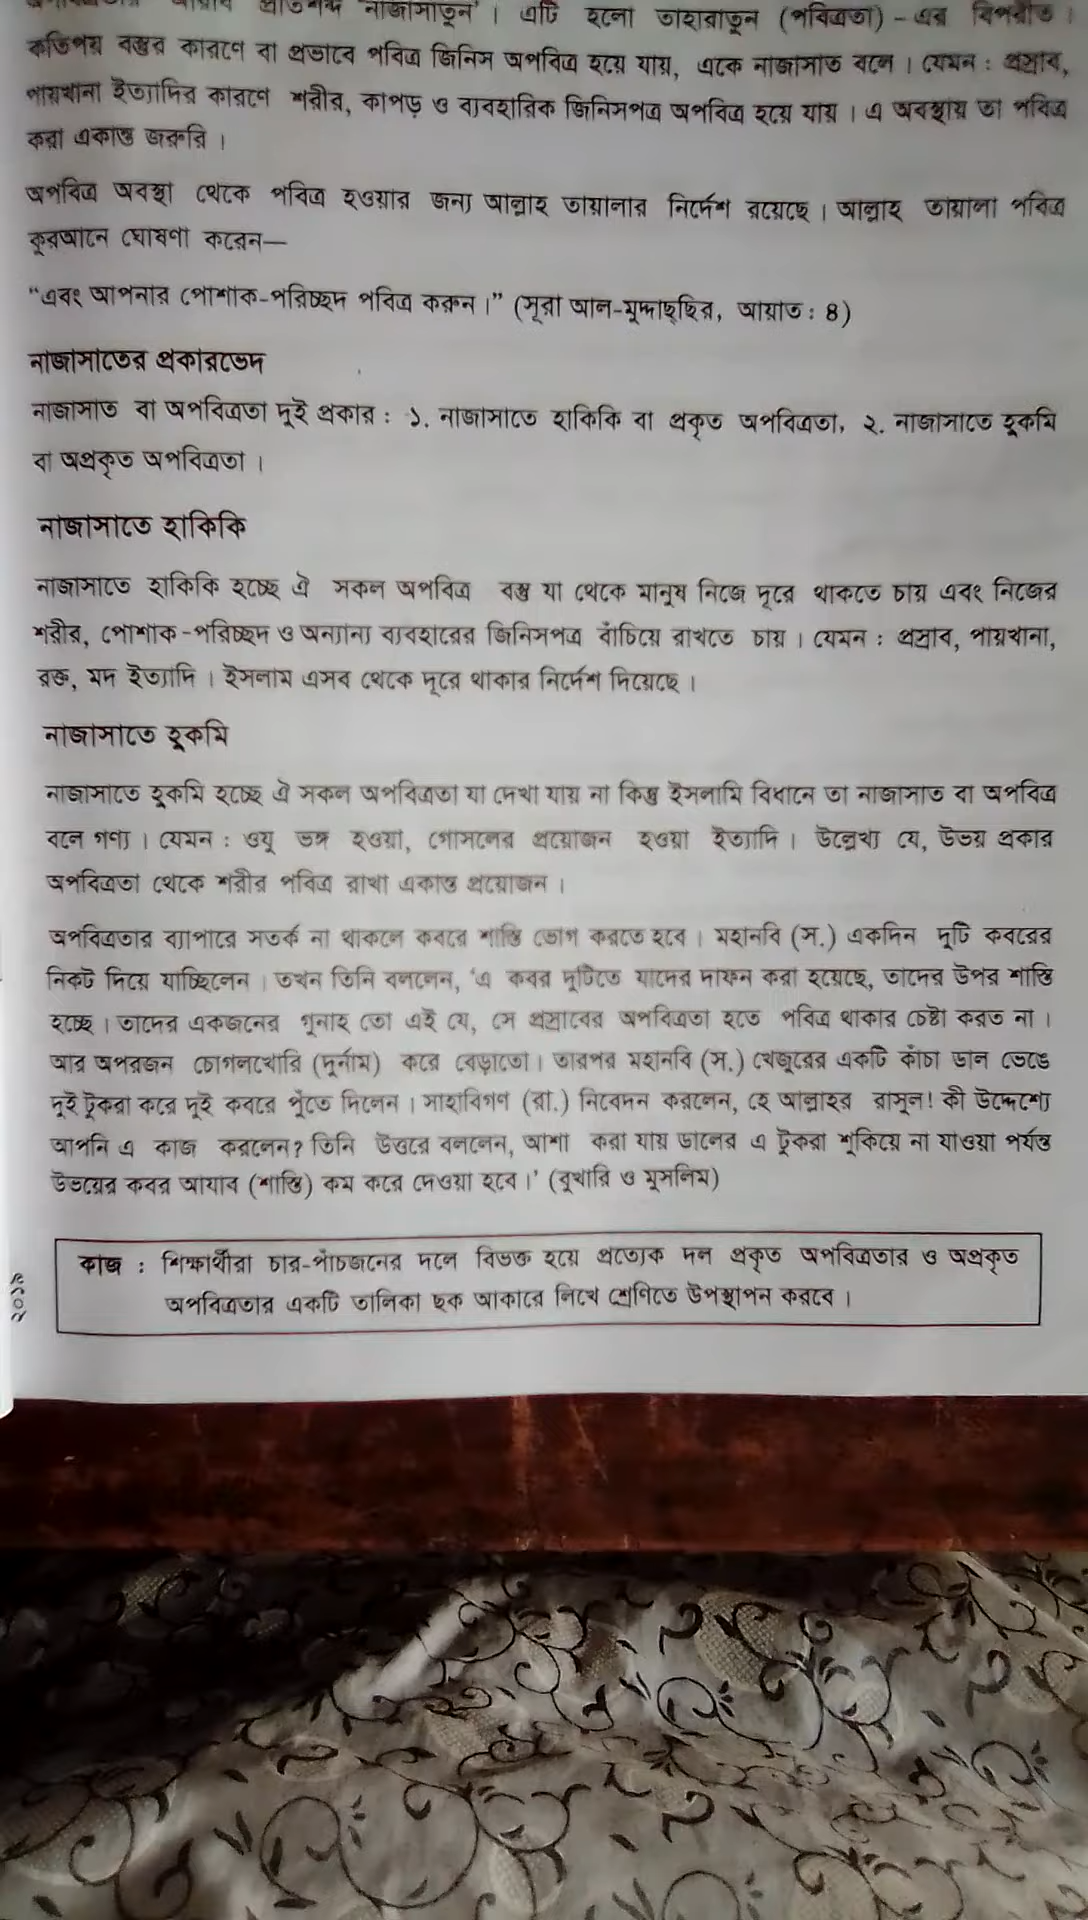 প্রতিশব্দ 'নাজাসাতুন'। এটি হলো তাহারাতুন (পবিত্রতা) - এর বিপরীত।
কতিপয় বস্তুর কারণে বা প্রভাবে পবিত্র জিনিস অপবিত্র হয়ে যায়, একে নাজাসাত বলে। যেমন : প্রস্রাব,
পায়খানা ইত্যাদির কারণে শরীর, কাপড় ও ব্যবহারিক জিনিসপত্র অপবিত্র হয়ে যায়। এ অবস্থায় তা পবিত্র
করা একান্ত জরুরি।
অপবিত্র অবস্থা থেকে পবিত্র হওয়ার জন্য আল্লাহ তায়ালার নির্দেশ রয়েছে। আল্লাহ তায়ালা পবিত্র
কুরআনে ঘোষণা করেন—
“এবং আপনার পোশাক-পরিচ্ছদ পবিত্র করুন।” (সূরা আল-মুদ্দাছ্ছির, আয়াত : ৪)
নাজাসাতের প্রকারভেদ
নাজাসাত বা অপবিত্রতা দুই প্রকার : ১. নাজাসাতে হাকিকি বা প্রকৃত অপবিত্রতা, ২. নাজাসাতে হুকমি
বা অপ্রকৃত অপবিত্রতা।
নাজাসাতে হাকিকি
নাজাসাতে হাকিকি হচ্ছে ঐ সকল অপবিত্র বস্তু যা থেকে মানুষ নিজে দূরে থাকতে চায় এবং নিজের
শরীর, পোশাক-পরিচ্ছদ ও অন্যান্য ব্যবহারের জিনিসপত্র বাঁচিয়ে রাখতে চায়। যেমন : প্রস্রাব, পায়খানা,
রক্ত, মদ ইত্যাদি। ইসলাম এসব থেকে দূরে থাকার নির্দেশ দিয়েছে।
নাজাসাতে হুকমি
নাজাসাতে হুকমি হচ্ছে ঐ সকল অপবিত্রতা যা দেখা যায় না কিন্তু ইসলামি বিধানে তা নাজাসাত বা অপবিত্র
বলে গণ্য। যেমন : ওযু ভঙ্গ হওয়া, গোসলের প্রয়োজন হওয়া ইত্যাদি। উল্লেখ্য যে, উভয় প্রকার
অপবিত্রতা থেকে শরীর পবিত্র রাখা একান্ত প্রয়োজন।
অপবিত্রতার ব্যাপারে সতর্ক না থাকলে কবরে শাস্তি ভোগ করতে হবে। মহানবি (স.) একদিন দুটি কবরের
নিকট দিয়ে যাচ্ছিলেন। তখন তিনি বললেন, ‘এ কবর দুটিতে যাদের দাফন করা হয়েছে, তাদের উপর শাস্তি
হচ্ছে। তাদের একজনের গুনাহ তো এই যে, সে প্রস্রাবের অপবিত্রতা হতে পবিত্র থাকার চেষ্টা করত না।
আর অপরজন চোগলখোরি (দুর্নাম) করে বেড়াতো। তারপর মহানবি (স.) খেজুরের একটি কাঁচা ডাল ভেঙে
দুই টুকরা করে দুই কবরে পুঁতে দিলেন। সাহাবিগণ (রা.) নিবেদন করলেন, হে আল্লাহর রাসুল! কী উদ্দেশ্যে
আপনি এ কাজ করলেন? তিনি উত্তরে বললেন, আশা করা যায় ডালের এ টুকরা শুকিয়ে না যাওয়া পর্যন্ত
উভয়ের কবর আযাব (শাস্তি) কম করে দেওয়া হবে।’ (বুখারি ও মুসলিম)
কাজ : শিক্ষার্থীরা চার-পাঁচজনের দলে বিভক্ত হয়ে প্রত্যেক দল প্রকৃত অপবিত্রতার ও অপ্রকৃত
অপবিত্রতার একটি তালিকা ছক আকারে লিখে শ্রেণিতে উপস্থাপন করবে।